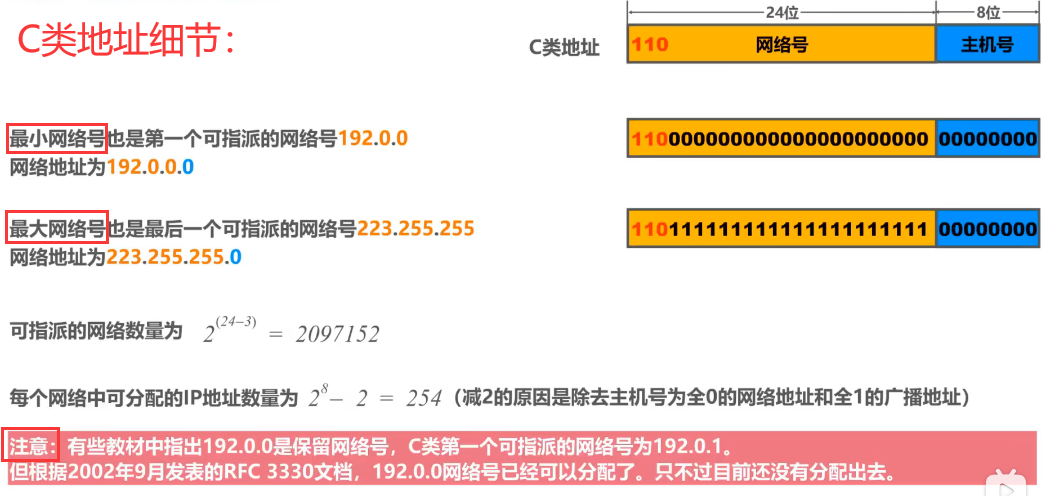 C类地址细节：
24位 8位
C类地址 110 网络号 主机号
最小网络号也是第一个可指派的网络号192.0.0
网络地址为192.0.0.0
110000000000000000000000 00000000
最大网络号也是最后一个可指派的网络号223.255.255
网络地址为223.255.255.0
110111111111111111111111 00000000
可指派的网络数量为 2^(24–3) = 2097152
每个网络中可分配的IP地址数量为 2^8– 2 = 254（减2的原因是除去主机号为全0的网络地址和全1的广播地址）
注意：有些教材中指出192.0.0是保留网络号，C类第一个可指派的网络号为192.0.1。
但根据2002年9月发表的RFC 3330文档，192.0.0网络号已经可以分配了。只不过目前还没有分配出去。